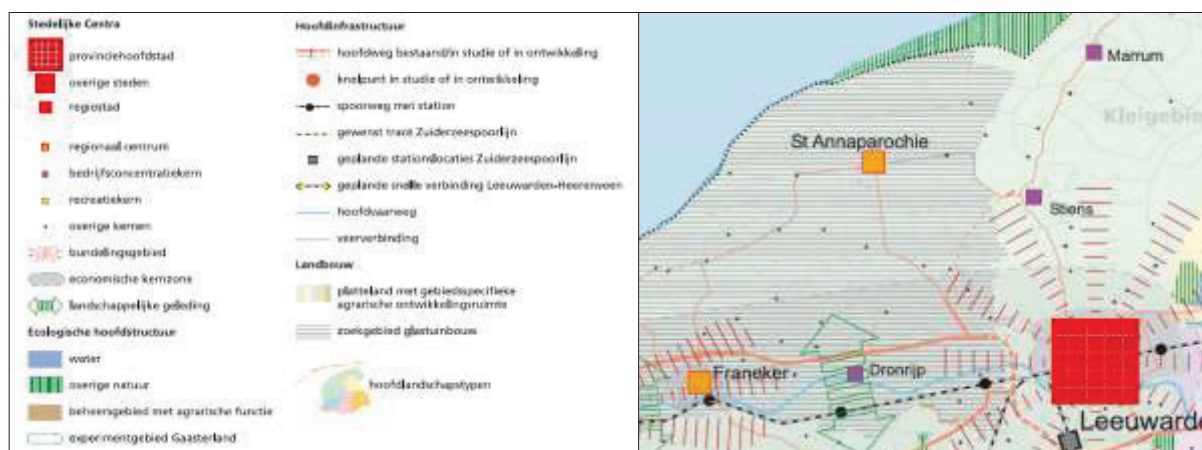 Stedelijke Centra
provinciehoofdstad
overige steden
regiostad
regionaal centrum
bedrijfsconcentratiekern
recreatiekern
overige kernen
bundelingsgebied
economische kernzone
landschappelijke geleding
Ecologische hoofdstructuur
water
overige natuur
beheersgebied met agrarische functie
experimentgebied Gaasterland
Hoofdinfrastructuur
hoofdweg bestaand/in studie of in ontwikkeling
knelpunt in studie of in ontwikkeling
spoorweg met station
gewenst tracé Zuiderzeespoorlijn
geplande stationslocaties Zuiderzeespoorlijn
geplande snelle verbinding Leeuwarden-Heerenveen
hoofdvaarweg
veerverbinding
Landbouw
platteland met gebiedsspecifieke
agrarische ontwikkelingsruimte
zoekgebied glastuinbouw
hoofdlandschapstypen
Marrum
Kleigebie
St Annaparochie
Stiens
Franeker
Dronrijp
Leeuwarde